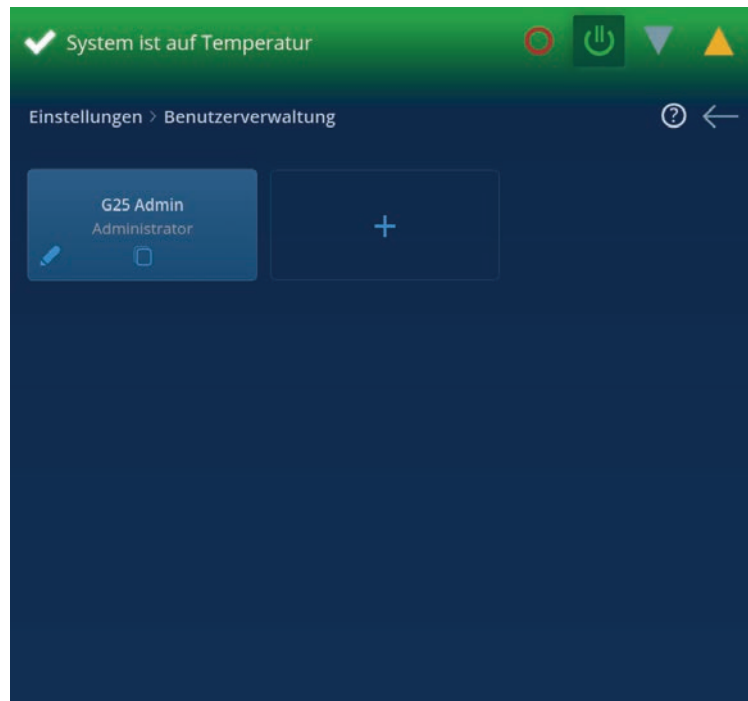 System ist auf Temperatur
Einstellungen > Benutzerverwaltung
G25 Admin
Administrator